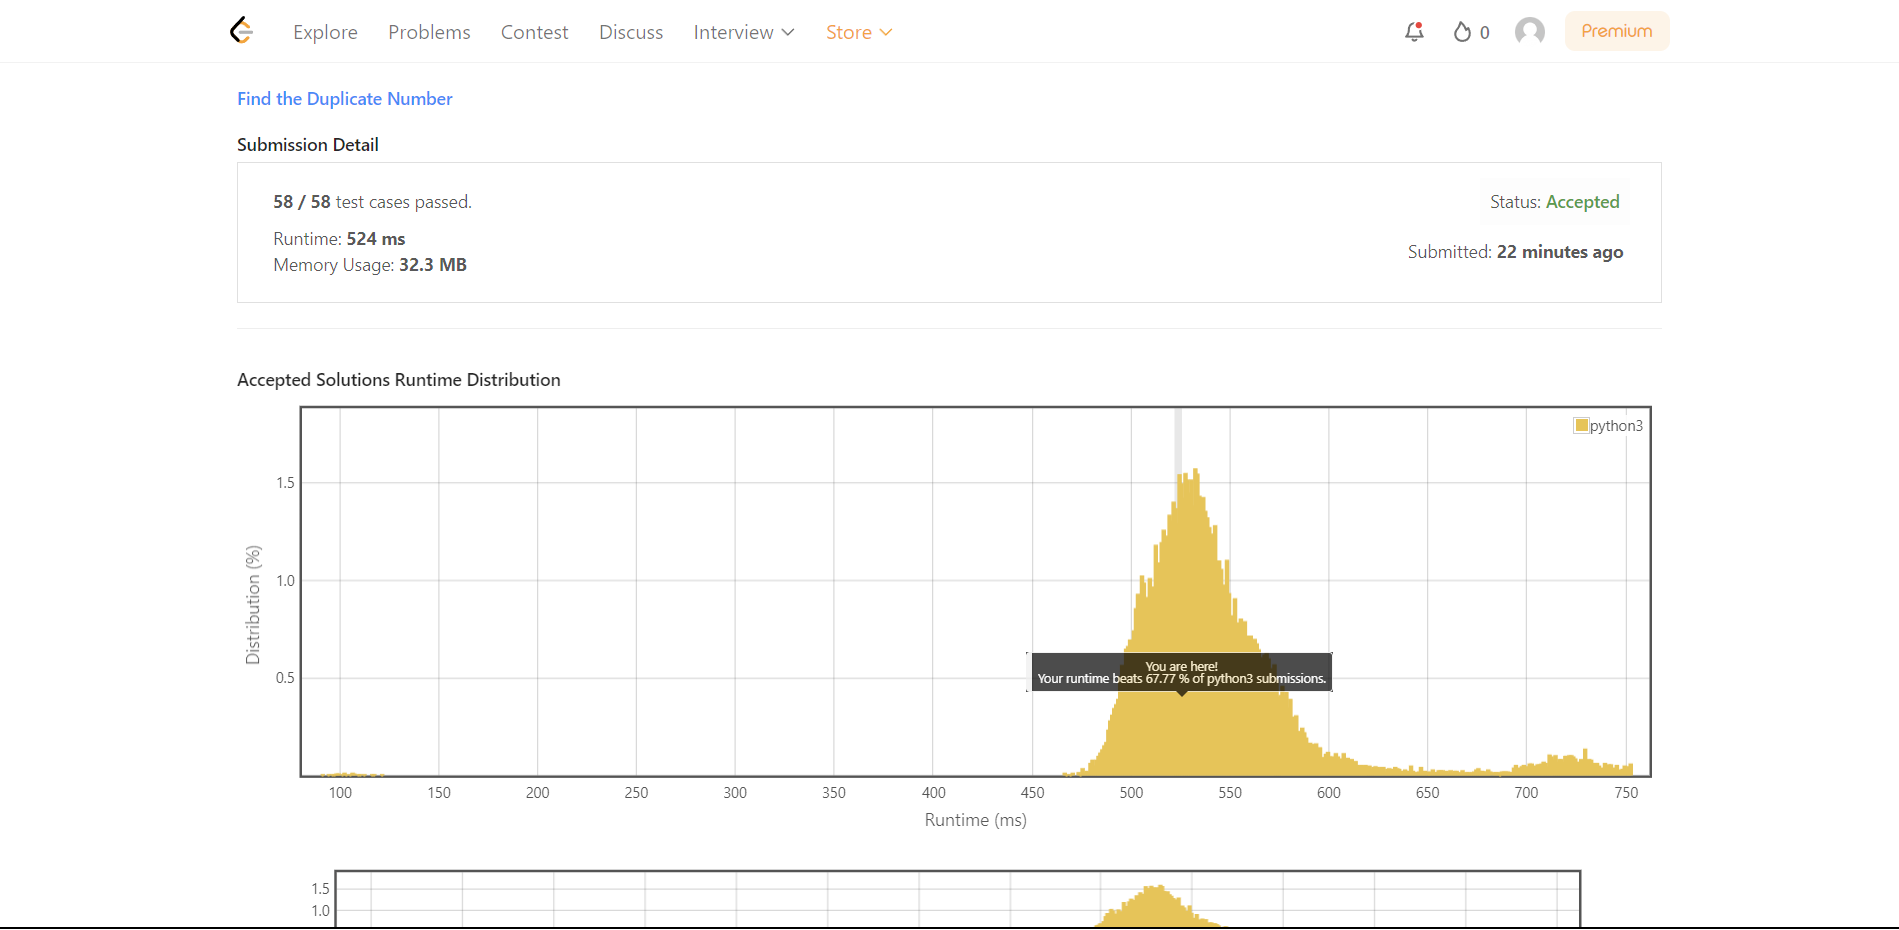 Explore Problems Contest Discuss Interview Store 0 Premium
Find the Duplicate Number
Submission Detail
58 / 58 test cases passed.
Status: Accepted
Runtime: 524 ms
Submitted: 22 minutes ago
Memory Usage: 32.3 MB
Accepted Solutions Runtime Distribution
python3
1.5
1.0
0.5
Distribution (%)
You are here!
Your runtime beats 67.77 % of python3 submissions.
100 150 200 250 300 350 400 450 500 550 600 650 700 750
Runtime (ms)
1.5
1.0